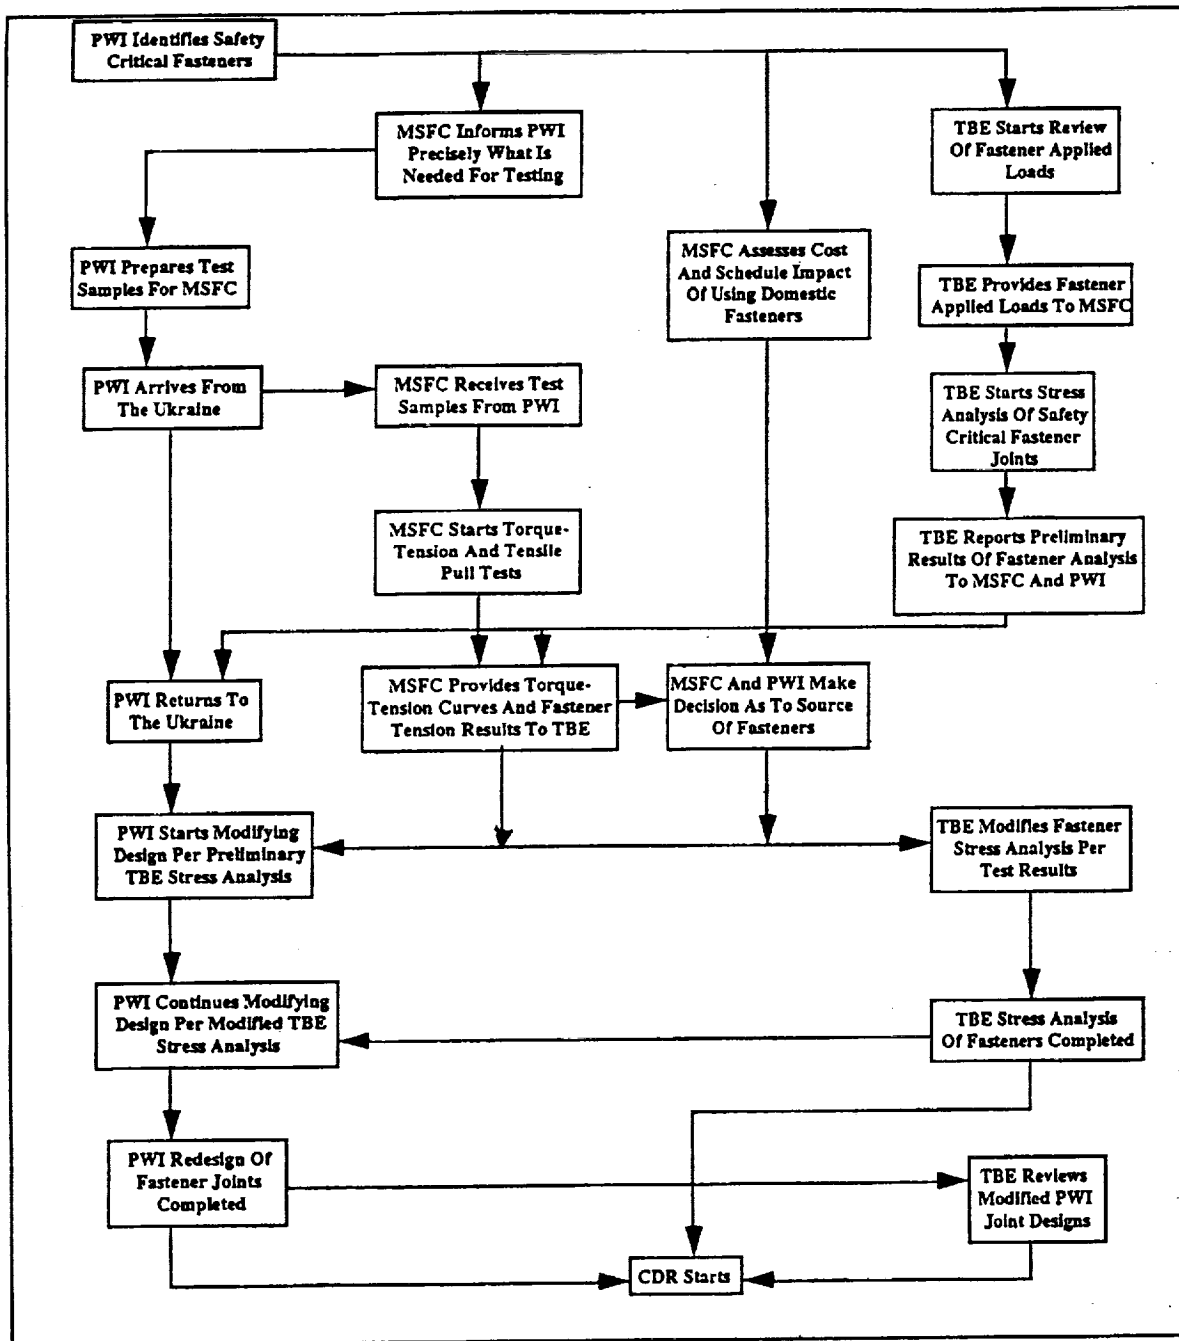 PWI Identifies Safety
Critical Fasteners
MSFC Informs PWI
Precisely What Is
Needed For Testing
TBE Starts Review
Of Fastener Applied
Loads
PWI Prepares Test
Samples For MSFC
MSFC Assesses Cost
And Schedule Impact
Of Using Domestic
Fasteners
TBE Provides Fastener
Applied Loads To MSFC
PWI Arrives From
The Ukraine
MSFC Receives Test
Samples From PWI
TBE Starts Stress
Analysis Of Safety
Critical Fastener
Joints
MSFC Starts Torque-
Tension And Tensile
Pull Tests
TBE Reports Preliminary
Results Of Fastener Analysis
To MSFC And PWI
PWI Returns To
The Ukraine
MSFC Provides Torque-
Tension Curves And Fastener
Tension Results To TBE
MSFC And PWI Make
Decision As To Source
Of Fasteners
PWI Starts Modifying
Design Per Preliminary
TBE Stress Analysis
TBE Modifies Fastener
Stress Analysis Per
Test Results
PWI Continues Modifying
Design Per Modified TBE
Stress Analysis
TBE Stress Analysis
Of Fasteners Completed
PWI Redesign Of
Fastener Joints
Completed
TBE Reviews
Modified PWI
Joint Designs
CDR Starts